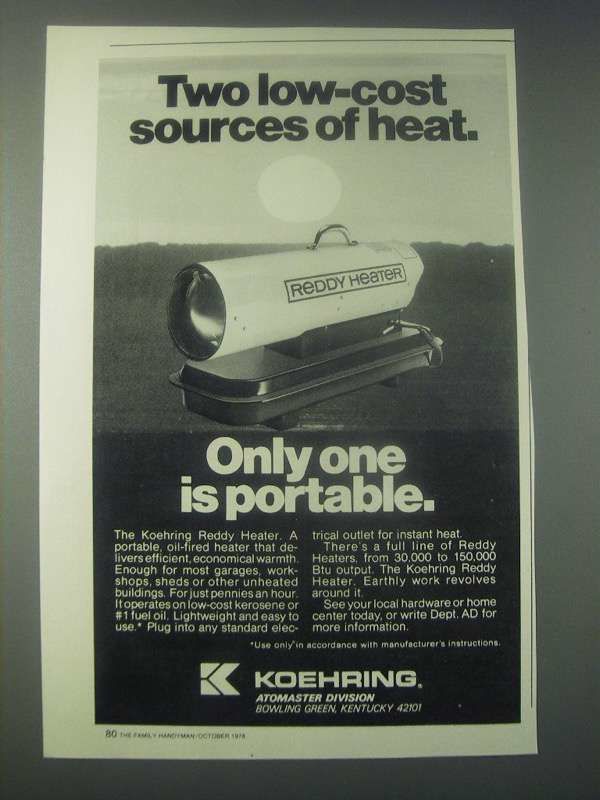 Two low-cost
sources of heat.
REDDY HEATER
Only one
is portable.
The Koehring Reddy Heater. A
portable, oil-fired heater that de-
livers efficient, economical warmth.
Enough for most garages, work-
shops, sheds or other unheated
buildings. For just pennies an hour.
It operates on low-cost kerosene or
#1 fuel oil. Lightweight and easy to
use.* Plug into any standard elec-
trical outlet for instant heat.
There's a full line of Reddy
Heaters, from 30,000 to 150,000
Btu output. The Koehring Reddy
Heater. Earthly work revolves
around it.
See your local hardware or home
center today, or write Dept. AD for
more information.
*Use only in accordance with manufacturer's instructions.
KOEHRING®
ATOMASTER DIVISION
BOWLING GREEN, KENTUCKY 42101
80 THE FAMILY HANDYMAN/OCTOBER 1978